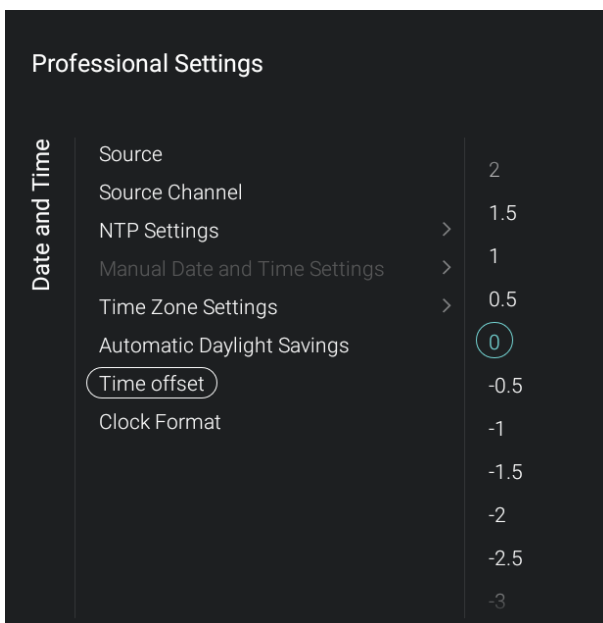 Professional Settings
Date and Time
Source
Source Channel
NTP Settings
Manual Date and Time Settings
Time Zone Settings
Automatic Daylight Savings
Time offset
Clock Format
2
1.5
1
0.5
0
-0.5
-1
-1.5
-2
-2.5
-3